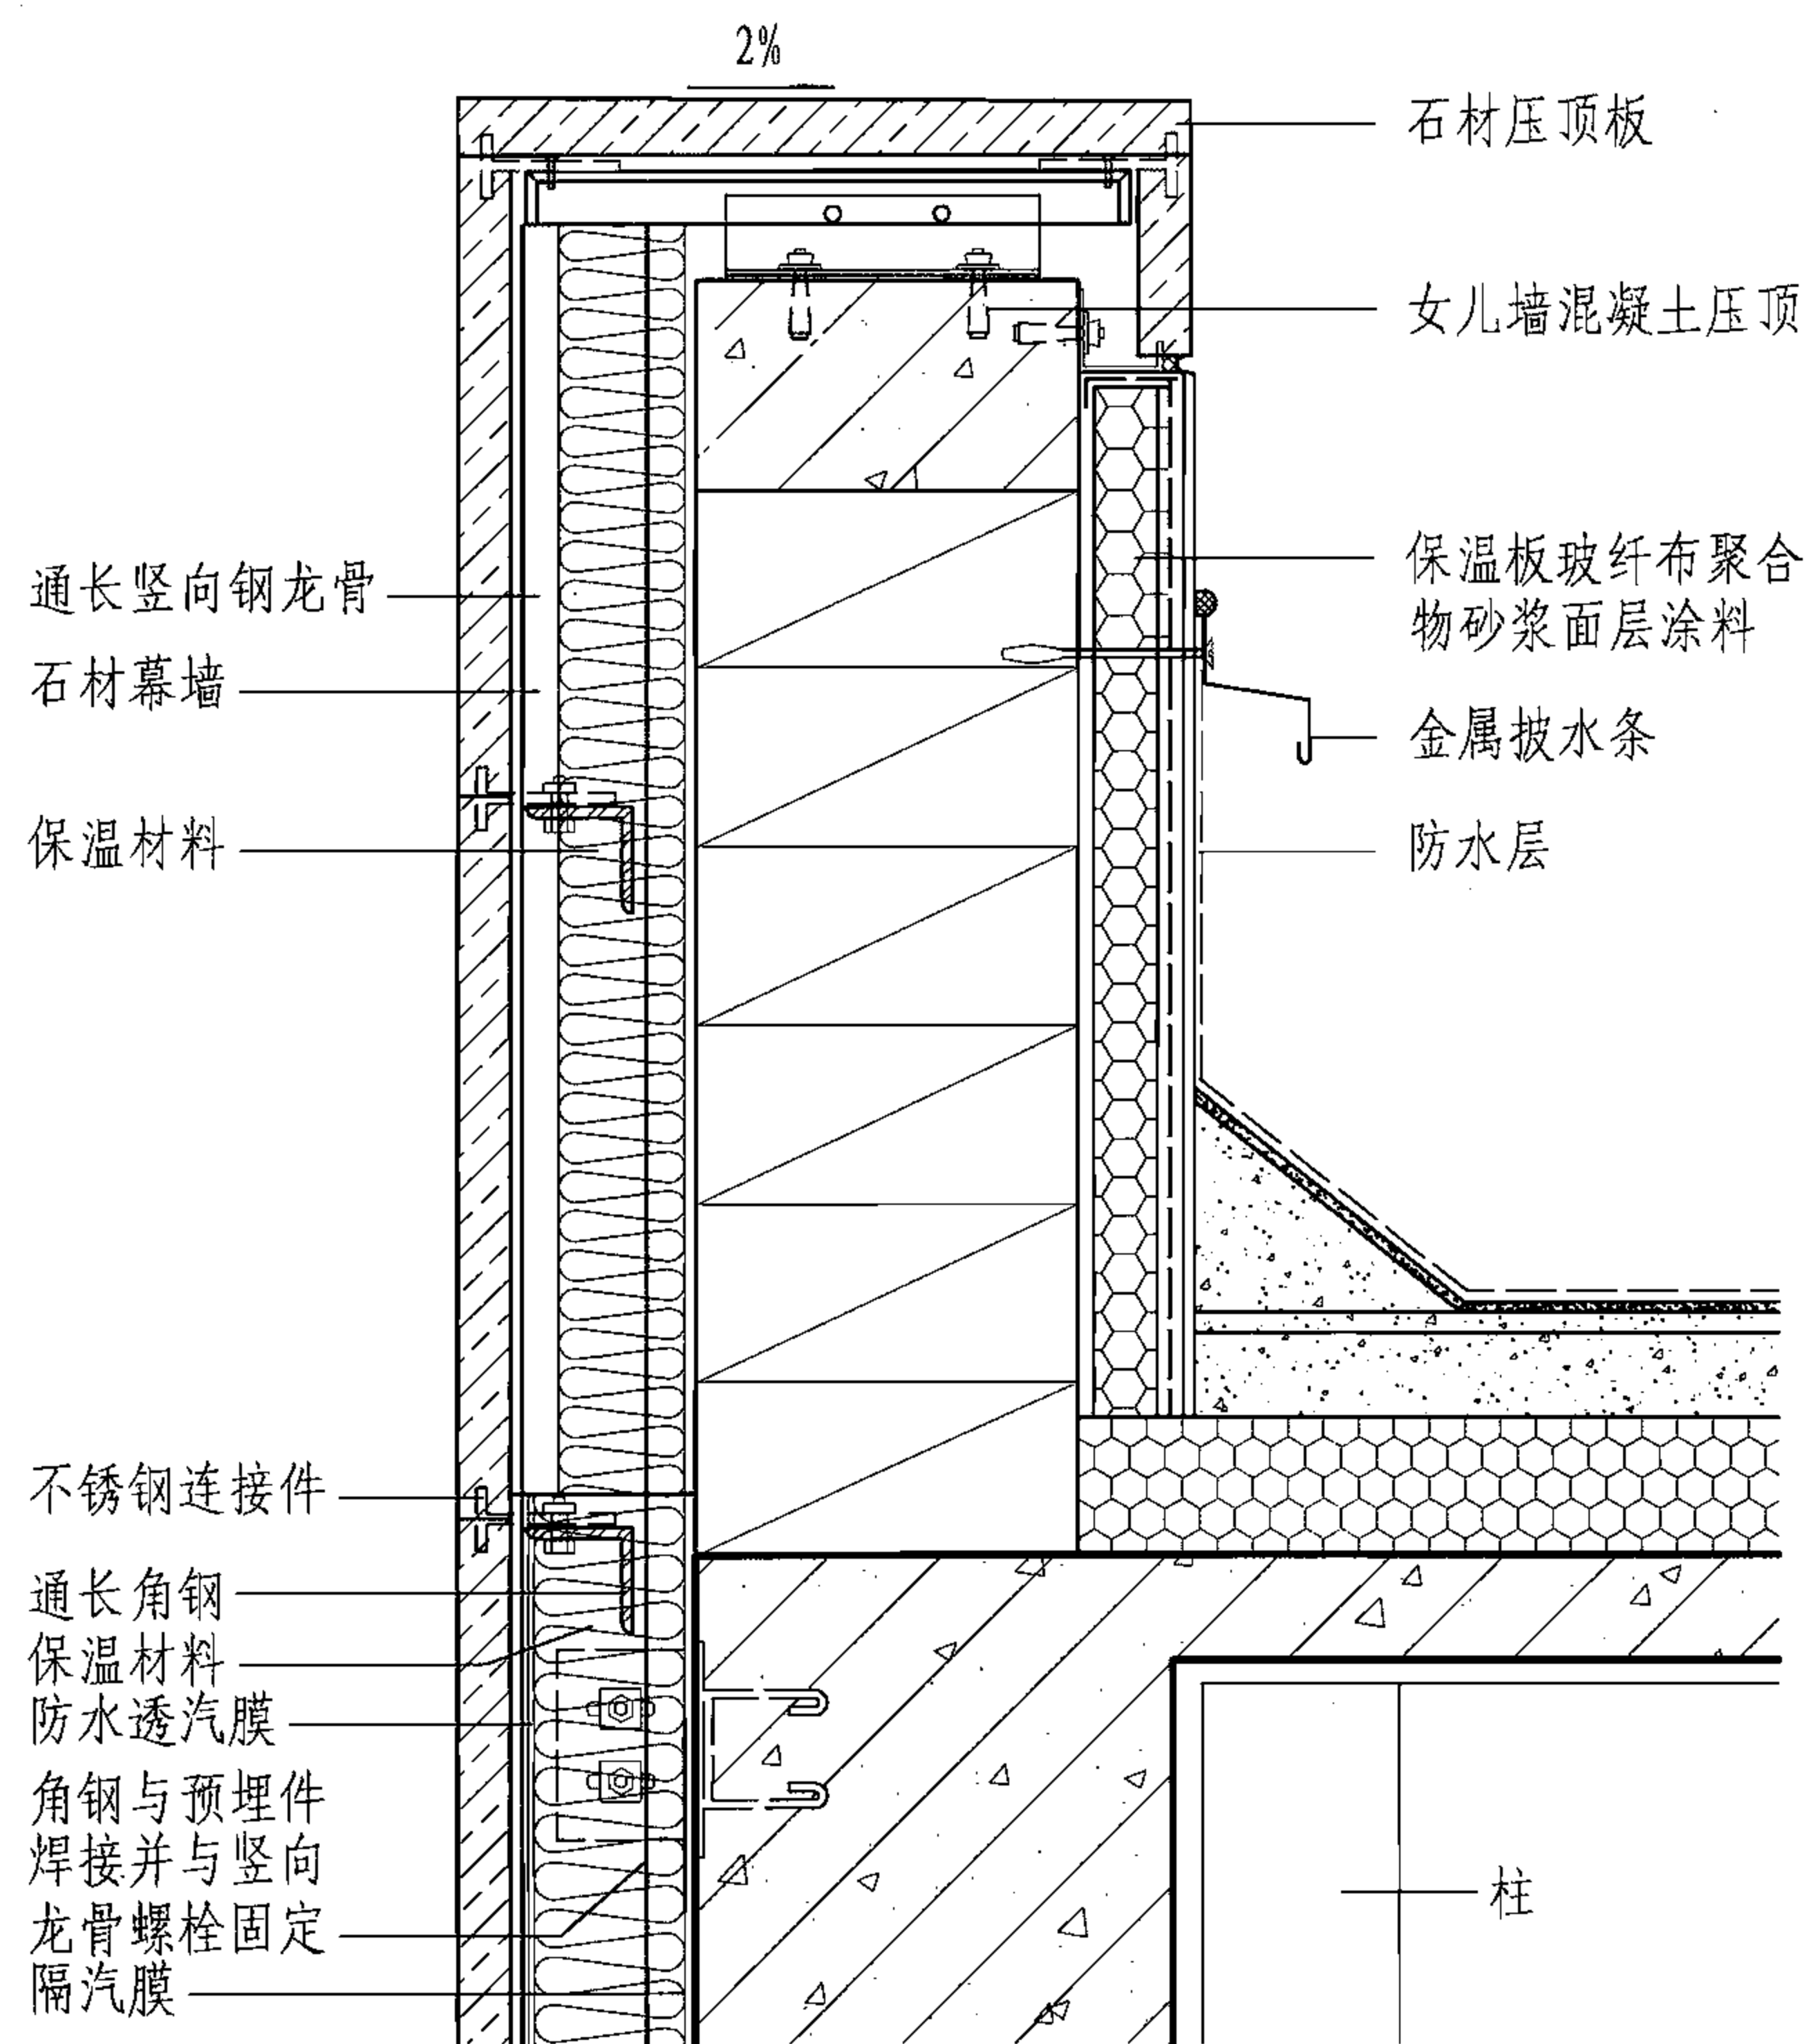 2%
石材压顶板
女儿墙混凝土压顶
保温板玻纤布聚合
物砂浆面层涂料
金属披水条
防水层
通长竖向钢龙骨
石材幕墙
保温材料
不锈钢连接件
通长角钢
保温材料
防水透汽膜
角钢与预埋件
焊接并与竖向
龙骨螺栓固定
隔汽膜
柱